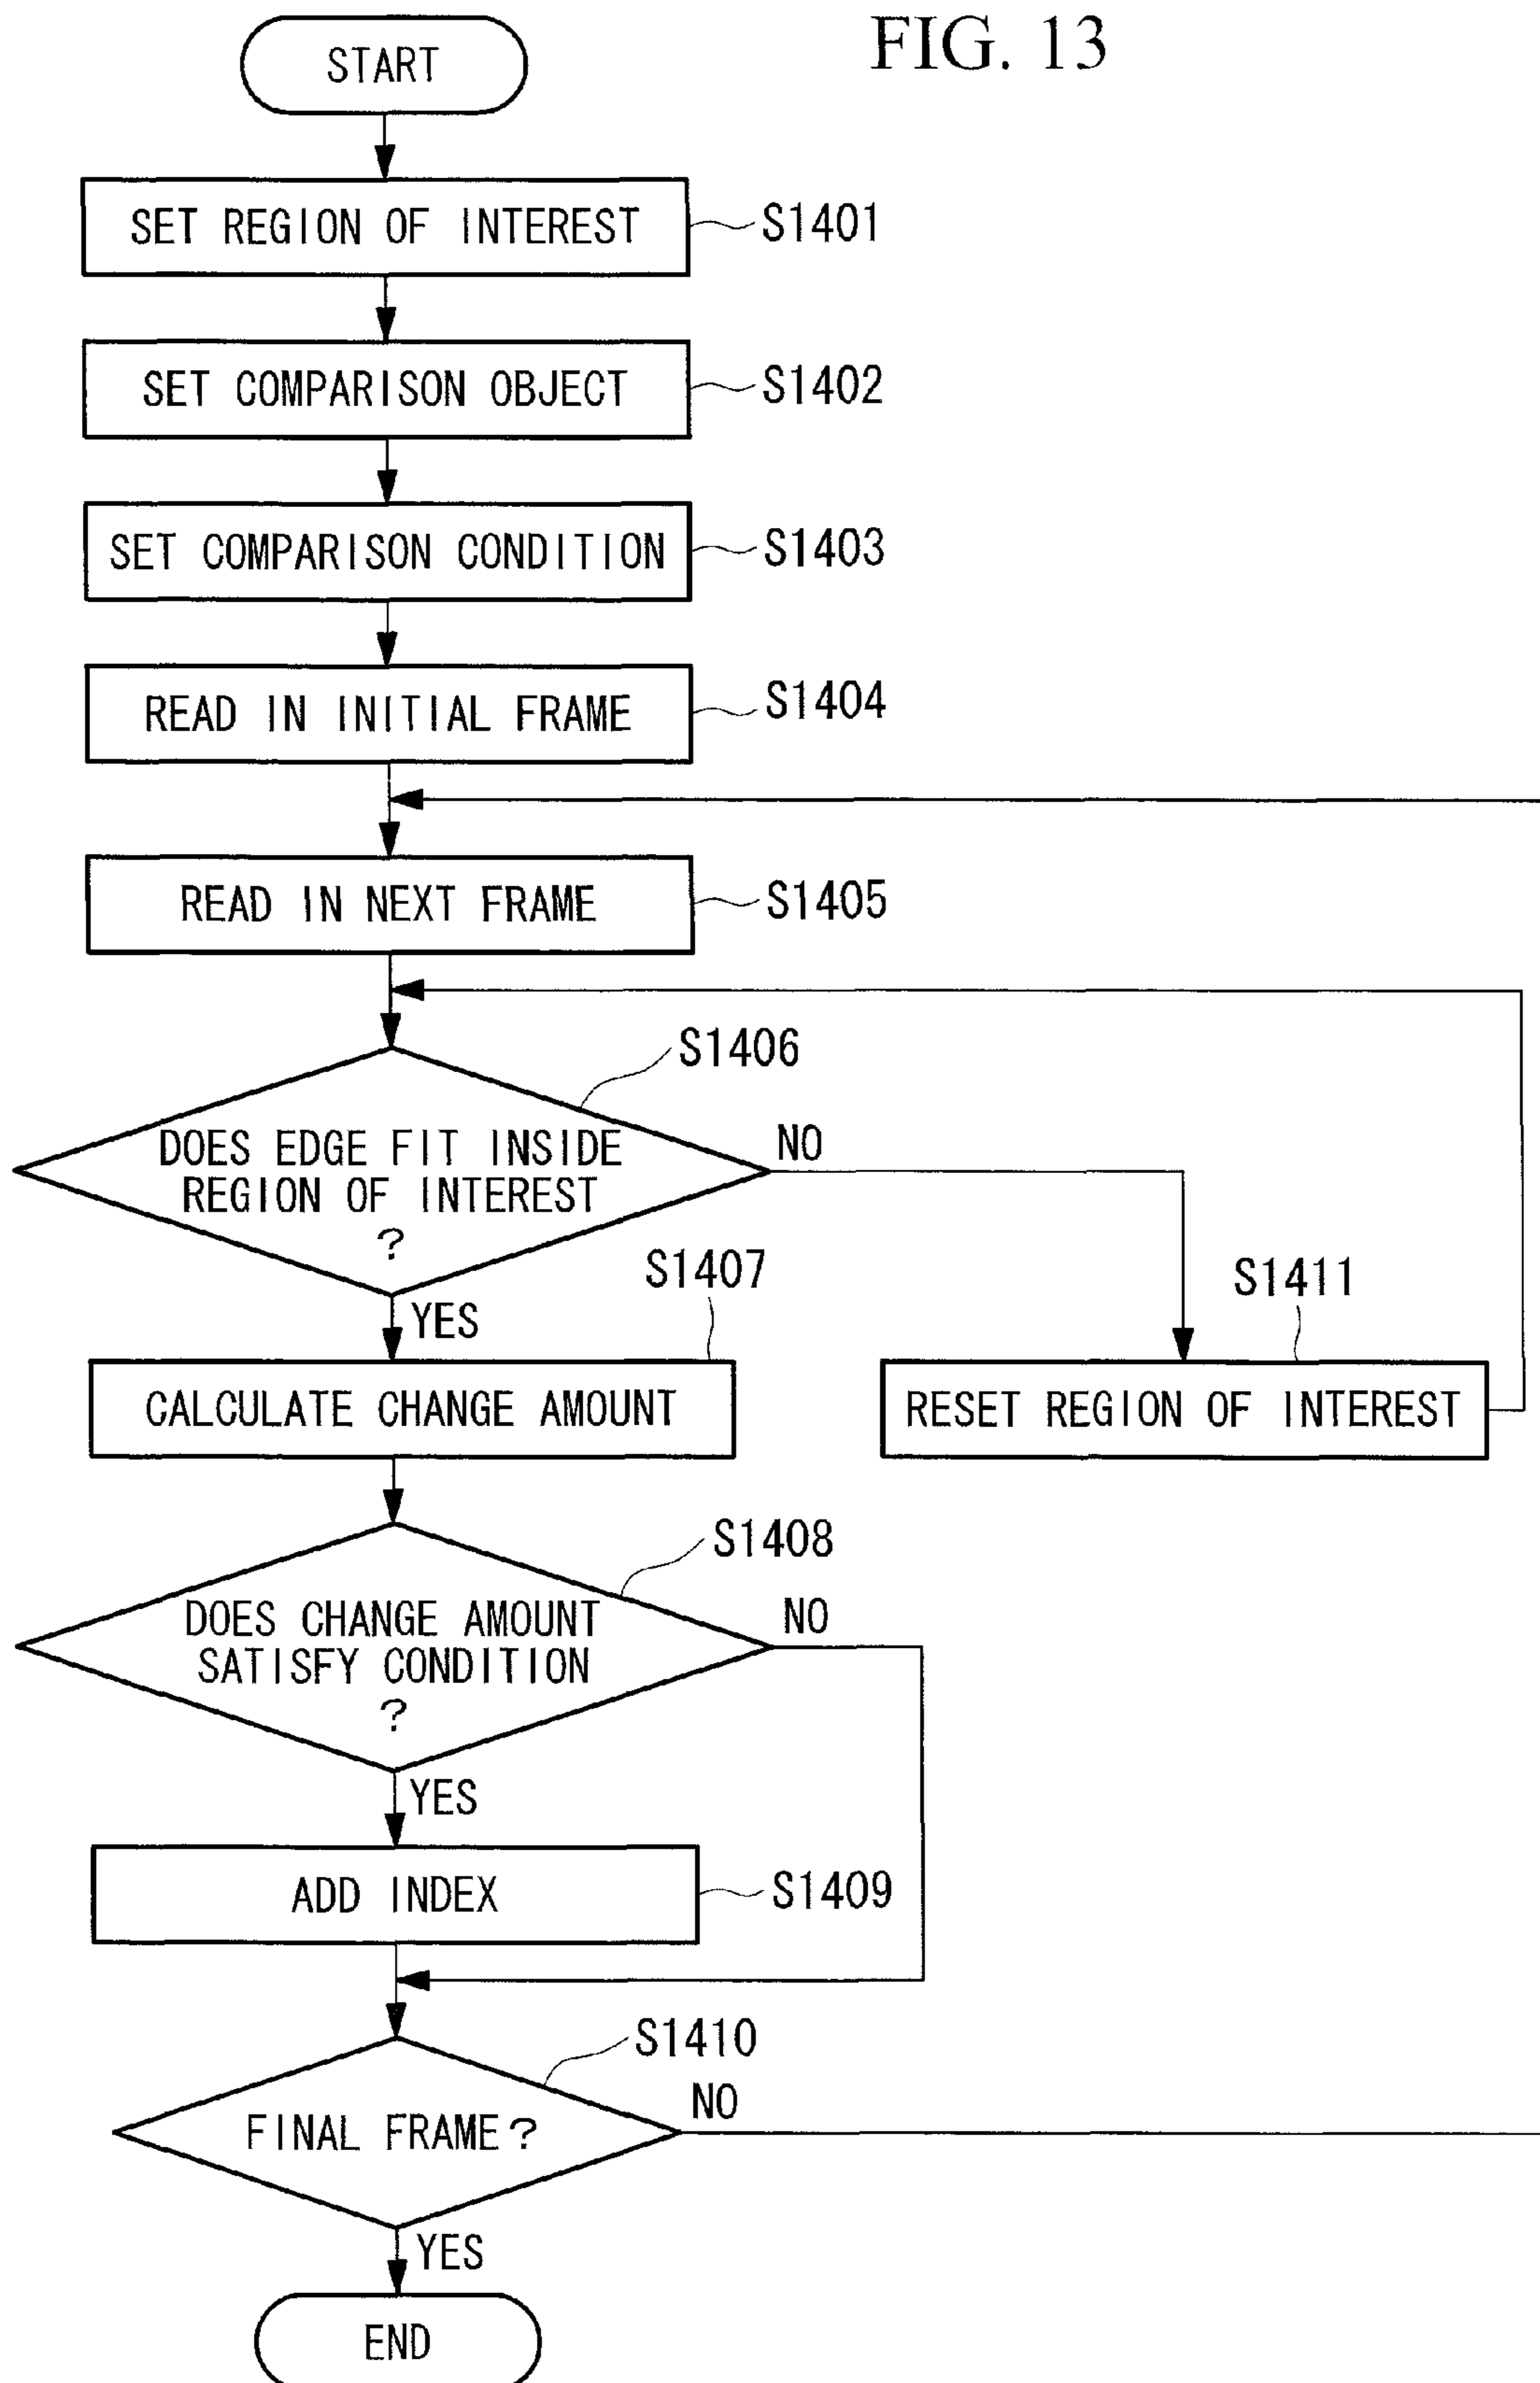 FIG. 13
START
SET REGION OF INTEREST
S1401
SET COMPARISON OBJECT
S1402
SET COMPARISON CONDITION
S1403
READ IN INITIAL FRAME
S1404
READ IN NEXT FRAME
S1405
S1406
DOES EDGE FIT INSIDE
REGION OF INTEREST
?
NO
YES
S1407
CALCULATE CHANGE AMOUNT
S1411
RESET REGION OF INTEREST
S1408
DOES CHANGE AMOUNT
SATISFY CONDITION
?
NO
YES
ADD INDEX
S1409
S1410
FINAL FRAME?
NO
YES
END